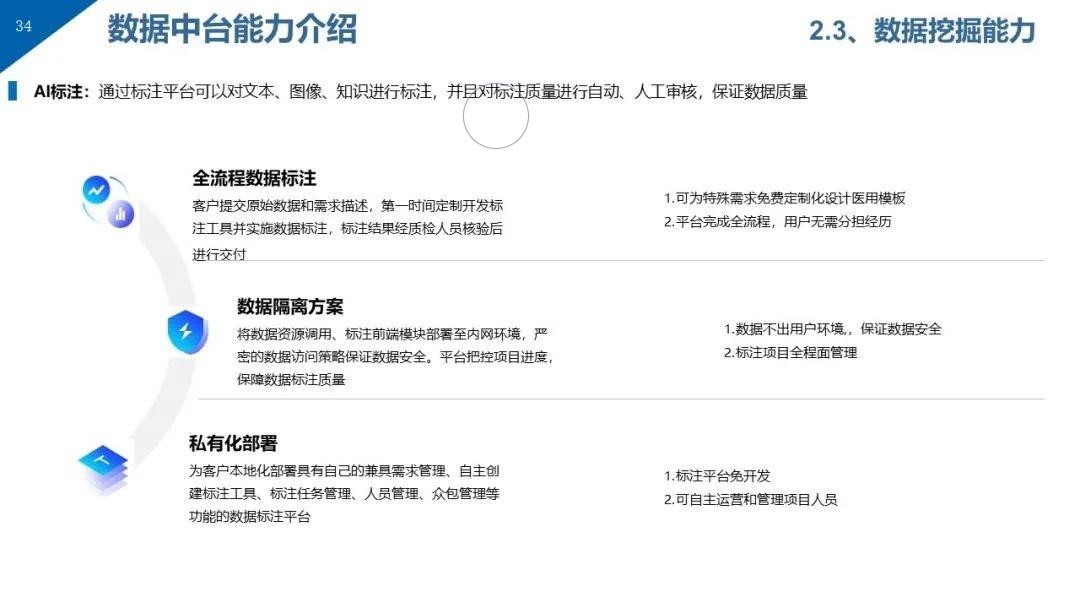 34
数据中台能力介绍
2.3、数据挖掘能力
AI标注：通过标注平台可以对文本、图像、知识进行标注，并且对标注质量进行自动、人工审核，保证数据质量
全流程数据标注
客户提交原始数据和需求描述，第一时间定制开发标
注工具并实施数据标注，标注结果经质检人员核验后
进行交付
1.可为特殊需求免费定制化设计医用模板
2.平台完成全流程，用户无需分担经历
数据隔离方案
将数据资源调用、标注前端模块部署至内网环境，严
密的数据访问策略保证数据安全。平台把控项目进度，
保障数据标注质量
1.数据不出用户环境,，保证数据安全
2.标注项目全程面管理
私有化部署
为客户本地化部署具有自己的兼具需求管理、自主创
建标注工具、标注任务管理、人员管理、众包管理等
功能的数据标注平台
1.标注平台免开发
2.可自主运营和管理项目人员